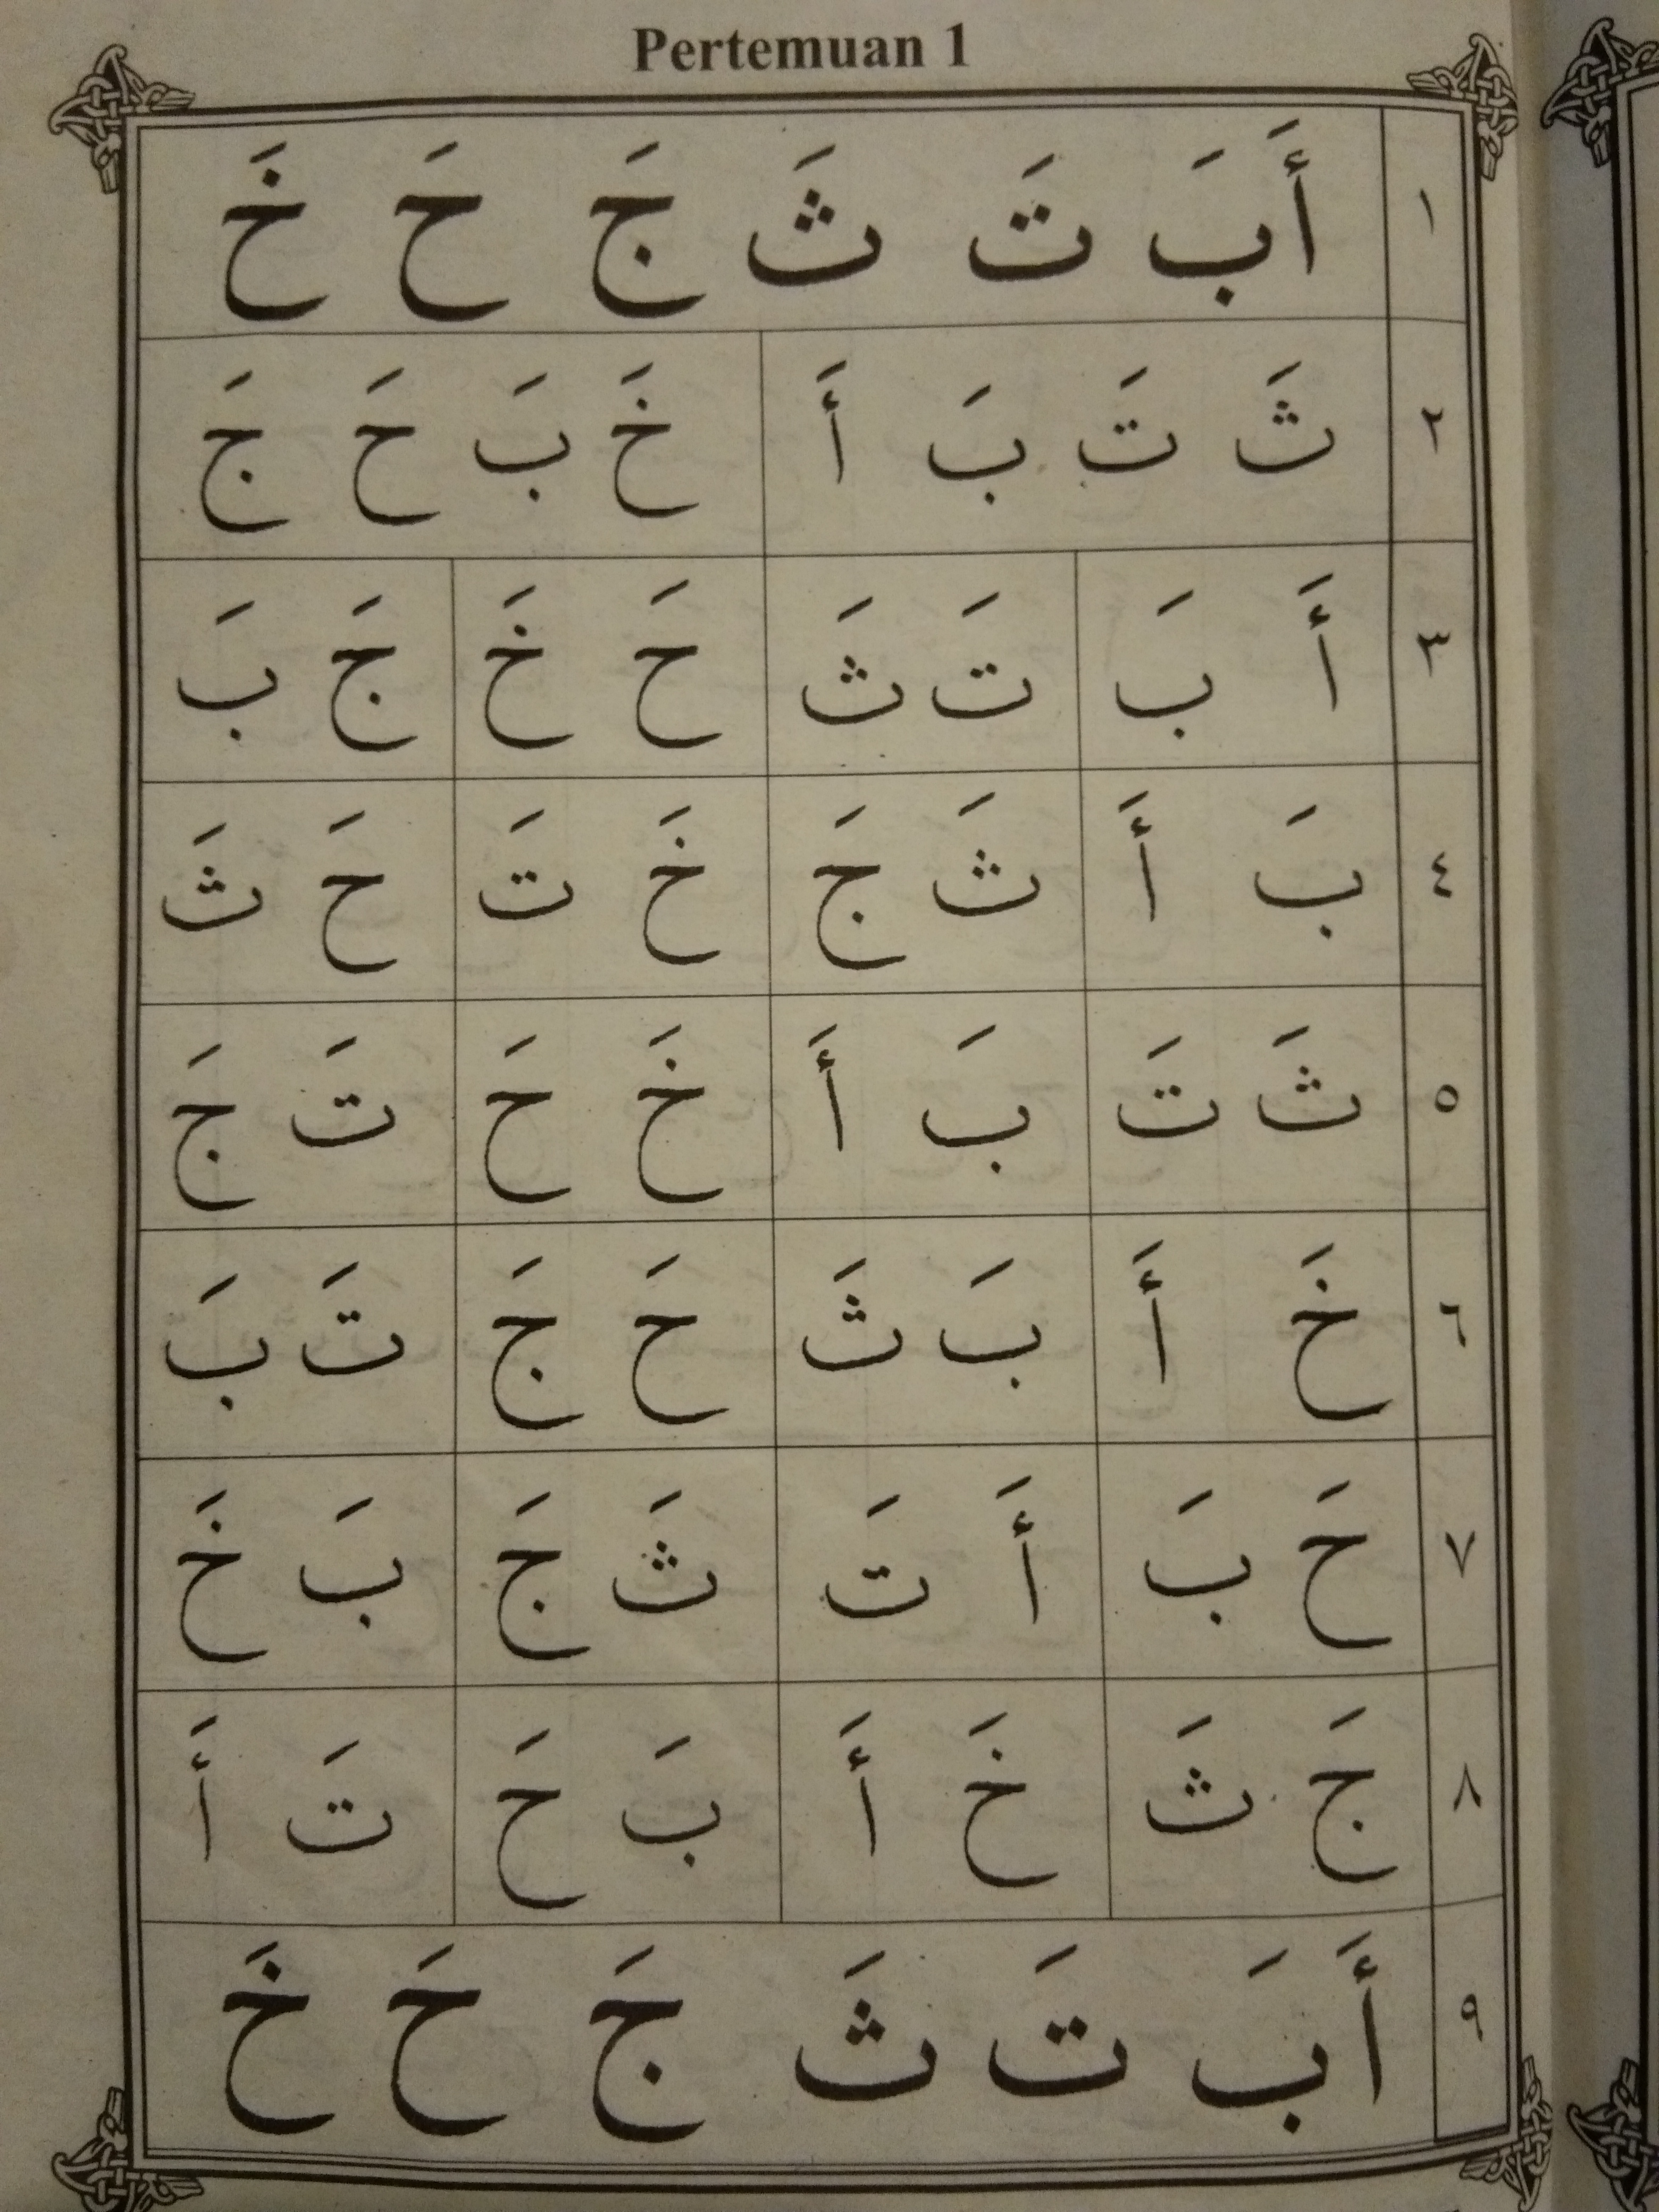 Pertemuan 1
١ أَ بَ تَ ثَ جَ حَ خَ
٢ ثَ تَ بَ أَ خَ بَ حَ جَ
٣ أَ بَ تَ ثَ حَ خَ جَ بَ
٤ بَ أَ ثَ جَ خَ تَ حَ ثَ
٥ ثَ تَ بَ أَ خَ حَ تَ جَ
٦ خَ أَ بَ ثَ حَ جَ تَ بَ
٧ حَ بَ أَ تَ ثَ جَ بَ خَ
٨ جَ ثَ خَ أَ بَ حَ تَ أَ
٩ أَ بَ تَ ثَ جَ حَ خَ